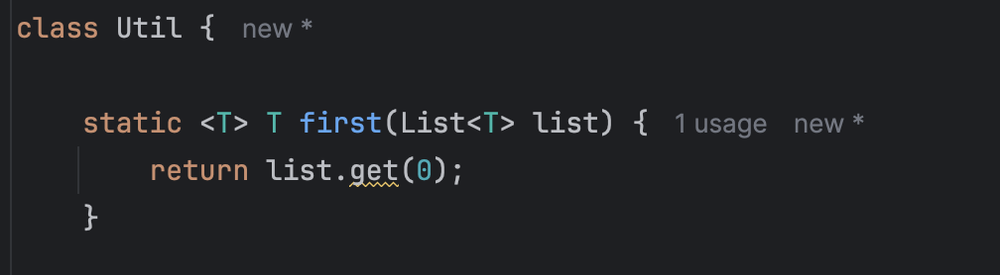 class Util {  new *
static <T> T first(List<T> list) {  1 usage  new *
return list.get(0);
}